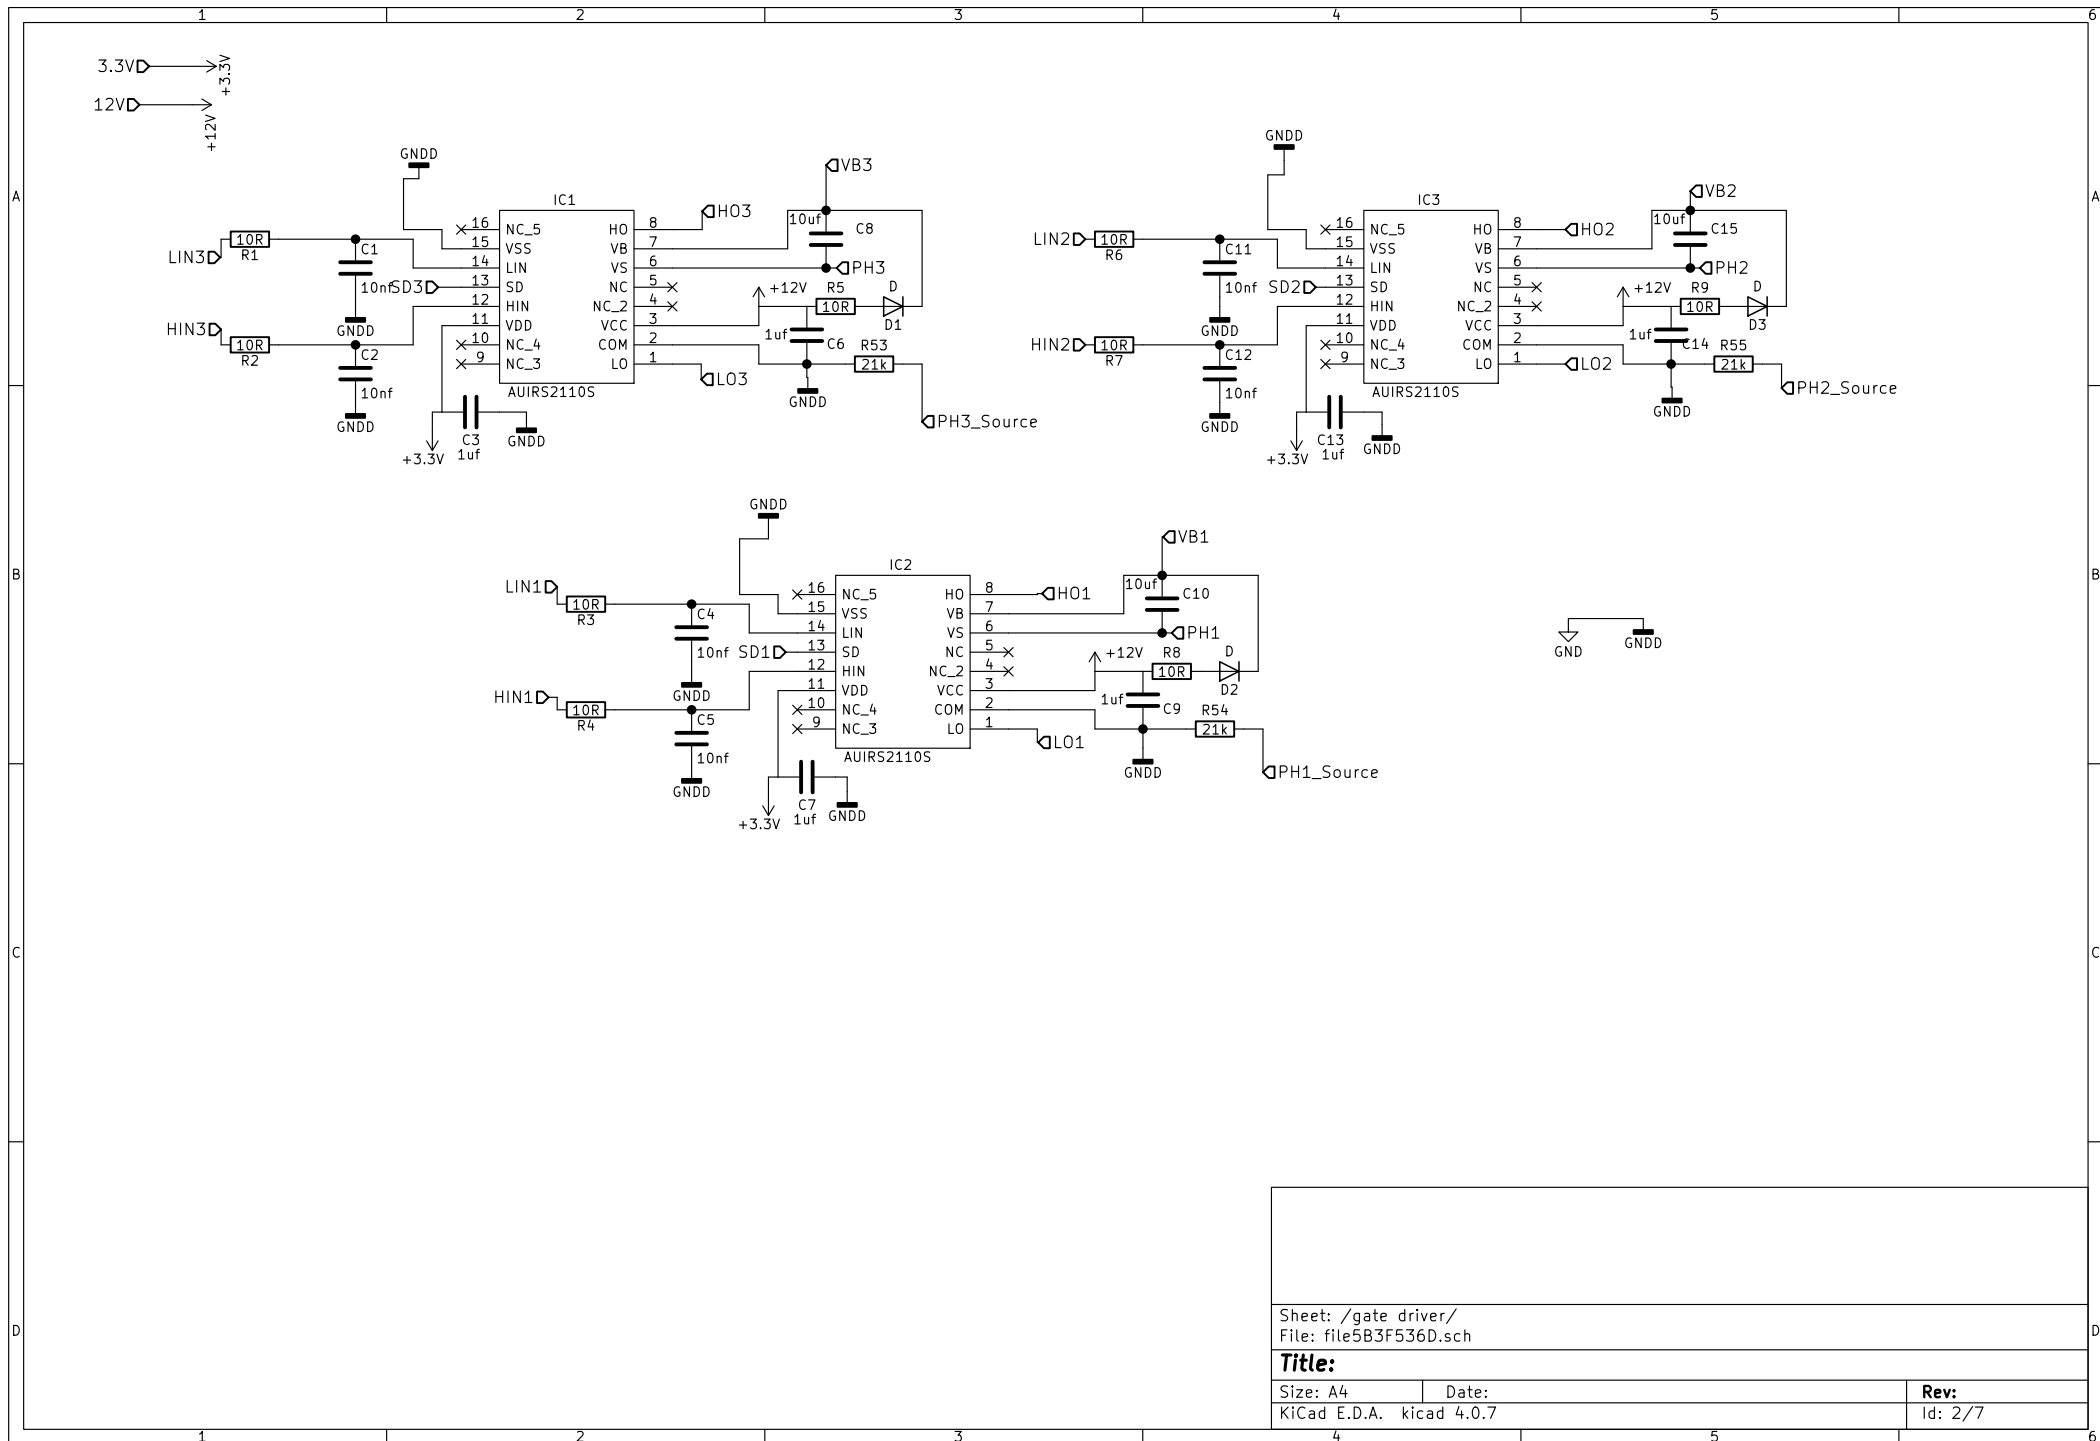 1 2 3 4 5 6
A
B
C
D
A
B
C
D
1 2 3 4 5 6
3.3V +3.3V
12V +12V
GNDD
IC1
LIN3
10R
R1
C1
10nf
GNDD
SD3
HIN3
10R
R2
C2
10nf
GNDD
16 NC_5
15 VSS
14 LIN
13 SD
12 HIN
11 VDD
10 NC_4
9 NC_3
HO 8
VB 7
VS 6
NC 5
NC_2 4
VCC 3
COM 2
LO 1
AUIRS2110S
HO3
VB3
10uf
C8
PH3
+12V
R5
10R
D
D1
1uf
C6
R53
21k
LO3
GNDD
PH3_Source
+3.3V
C3
1uf
GNDD
GNDD
IC3
LIN2
10R
R6
C11
10nf
GNDD
SD2
HIN2
10R
R7
C12
10nf
GNDD
16 NC_5
15 VSS
14 LIN
13 SD
12 HIN
11 VDD
10 NC_4
9 NC_3
HO 8
VB 7
VS 6
NC 5
NC_2 4
VCC 3
COM 2
LO 1
AUIRS2110S
HO2
VB2
10uf
C15
PH2
+12V
R9
10R
D
D3
1uf
C14
R55
21k
LO2
GNDD
PH2_Source
+3.3V
C13
1uf
GNDD
GNDD
IC2
LIN1
10R
R3
C4
10nf
GNDD
SD1
HIN1
10R
R4
C5
10nf
GNDD
16 NC_5
15 VSS
14 LIN
13 SD
12 HIN
11 VDD
10 NC_4
9 NC_3
HO 8
VB 7
VS 6
NC 5
NC_2 4
VCC 3
COM 2
LO 1
AUIRS2110S
HO1
VB1
10uf
C10
PH1
+12V
R8
10R
D
D2
1uf
C9
R54
21k
LO1
GNDD
PH1_Source
+3.3V
C7
1uf
GNDD
GND
GNDD
Sheet: /gate driver/
File: file5B3F536D.sch
Title:
Size: A4 Date: Rev:
KiCad E.D.A. kicad 4.0.7 Id: 2/7